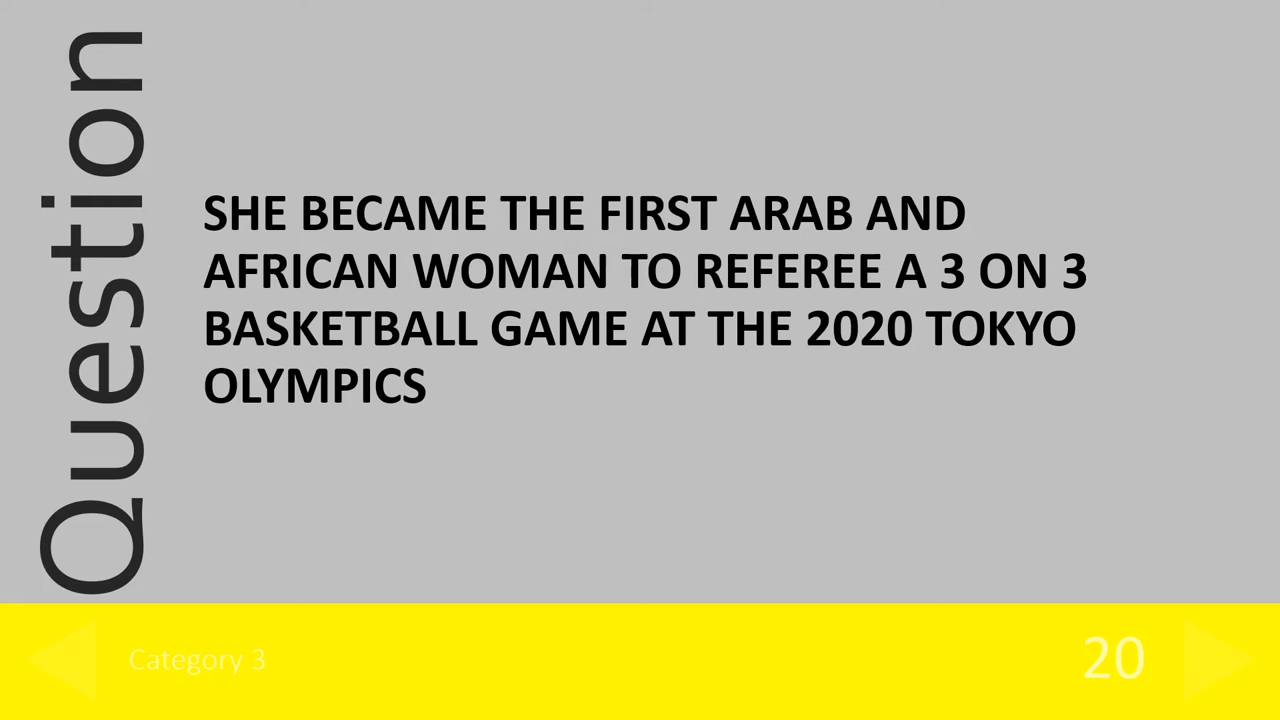 Question
SHE BECAME THE FIRST ARAB AND
AFRICAN WOMAN TO REFEREE A 3 ON 3
BASKETBALL GAME AT THE 2020 TOKYO
OLYMPICS
Category 3
20